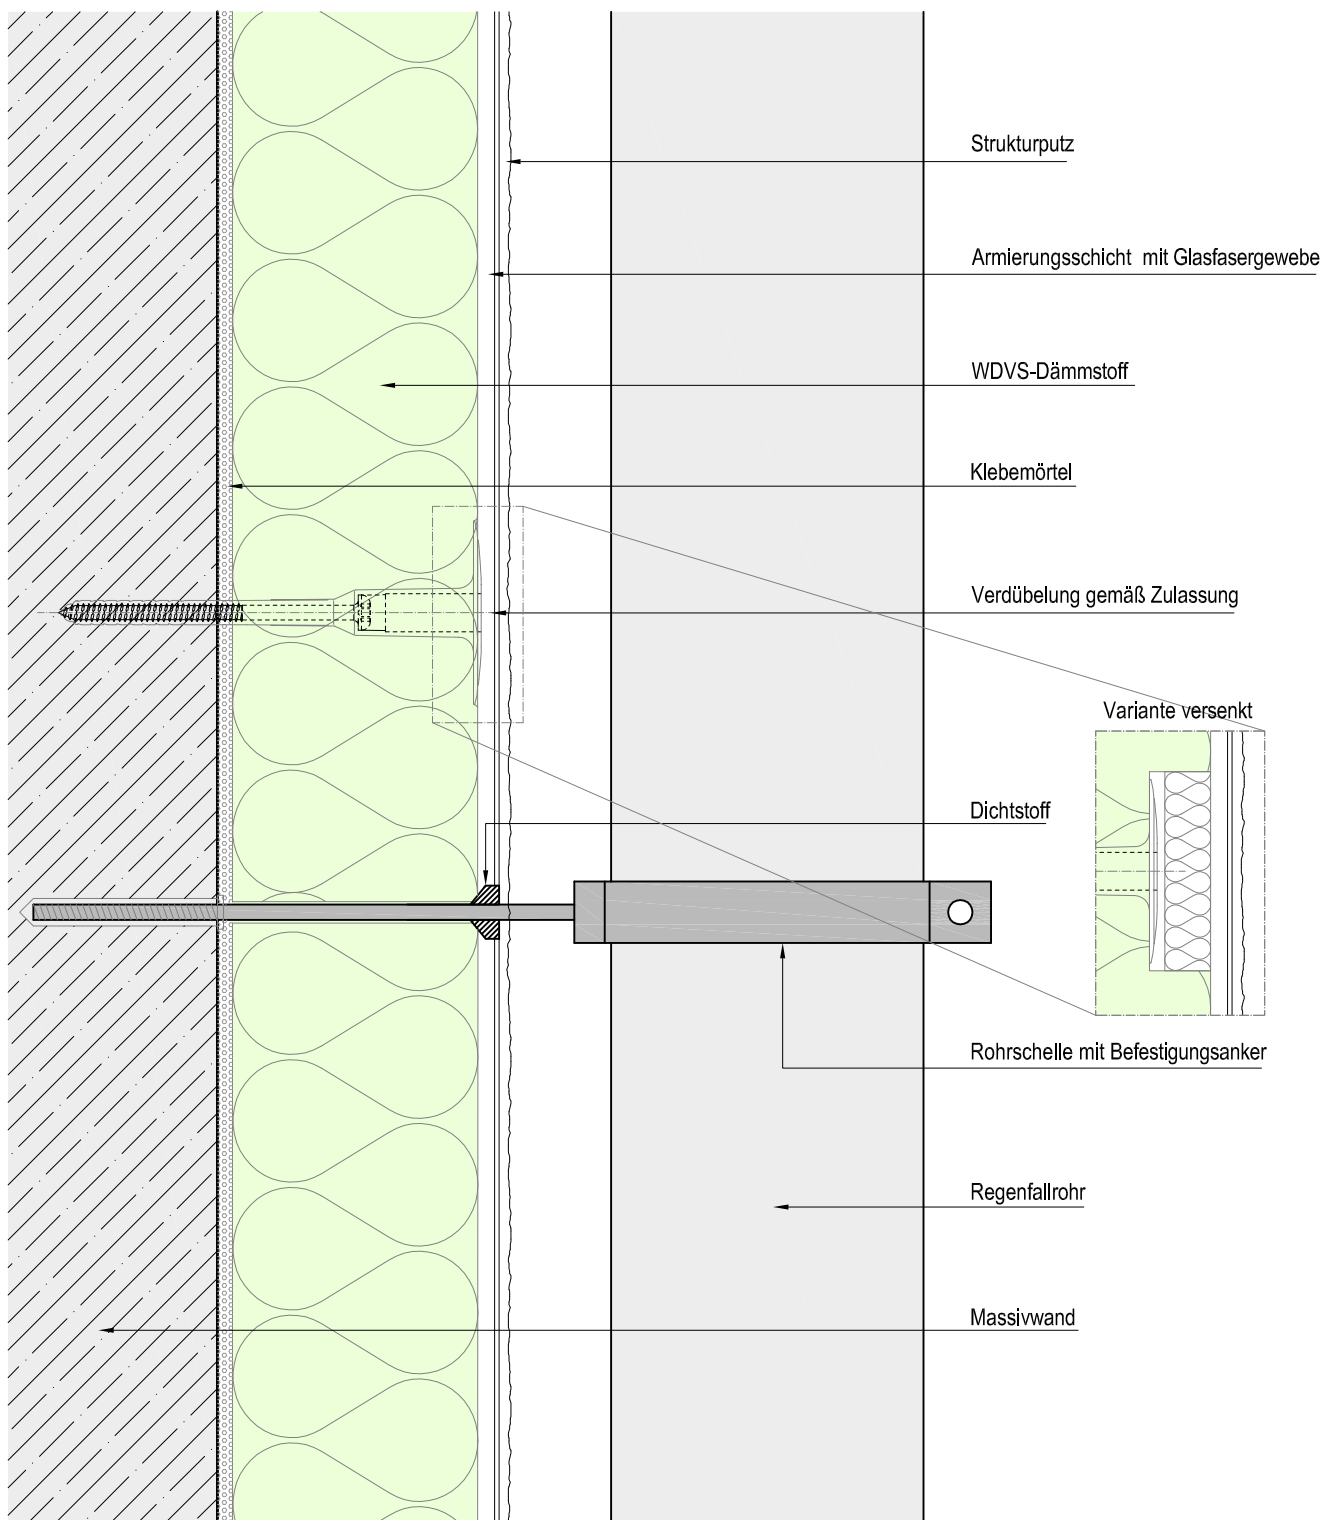 Strukturputz
Armierungsschicht mit Glasfasergewebe
WDVS-Dämmstoff
Klebemörtel
Verdübelung gemäß Zulassung
Variante versenkt
Dichtstoff
Rohrschelle mit Befestigungsanker
Regenfallrohr
Massivwand